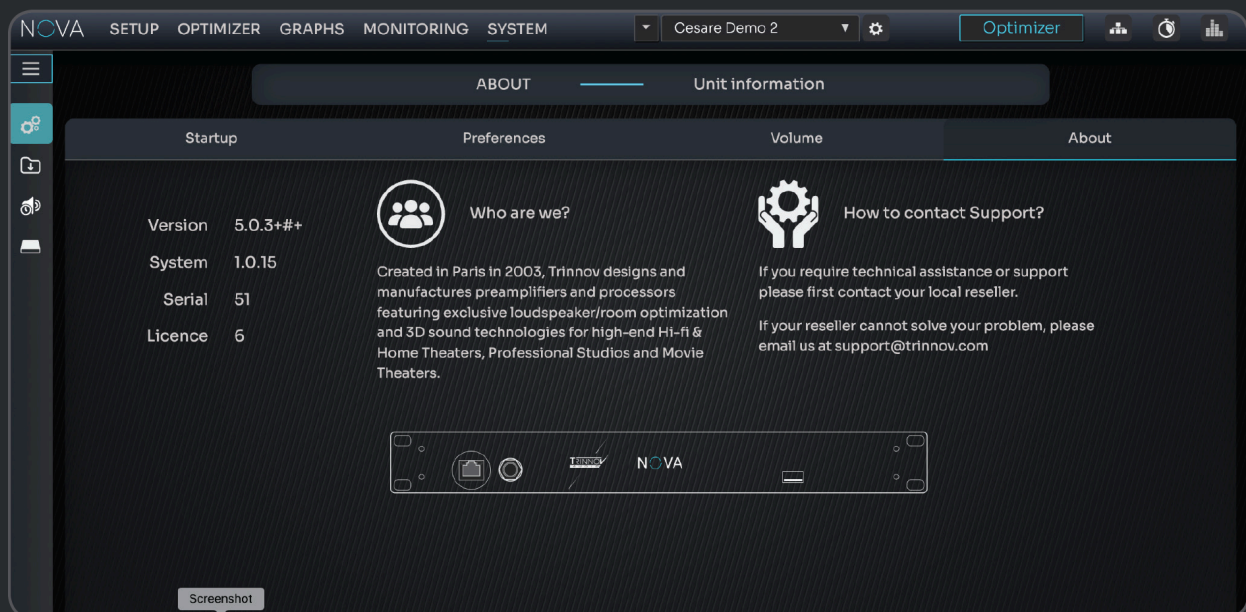 NOVA SETUP OPTIMIZER GRAPHS MONITORING SYSTEM Cesare Demo 2 Optimizer
ABOUT Unit information
Startup Preferences Volume About
Version 5.0.3+#+
System 1.0.15
Serial 51
Licence 6
Who are we?
Created in Paris in 2003, Trinnov designs and
manufactures preamplifiers and processors
featuring exclusive loudspeaker/room optimization
and 3D sound technologies for high-end Hi-fi &
Home Theaters, Professional Studios and Movie
Theaters.
How to contact Support?
If you require technical assistance or support
please first contact your local reseller.
If your reseller cannot solve your problem, please
email us at support@trinnov.com
TRINNOV NOVA
Screenshot